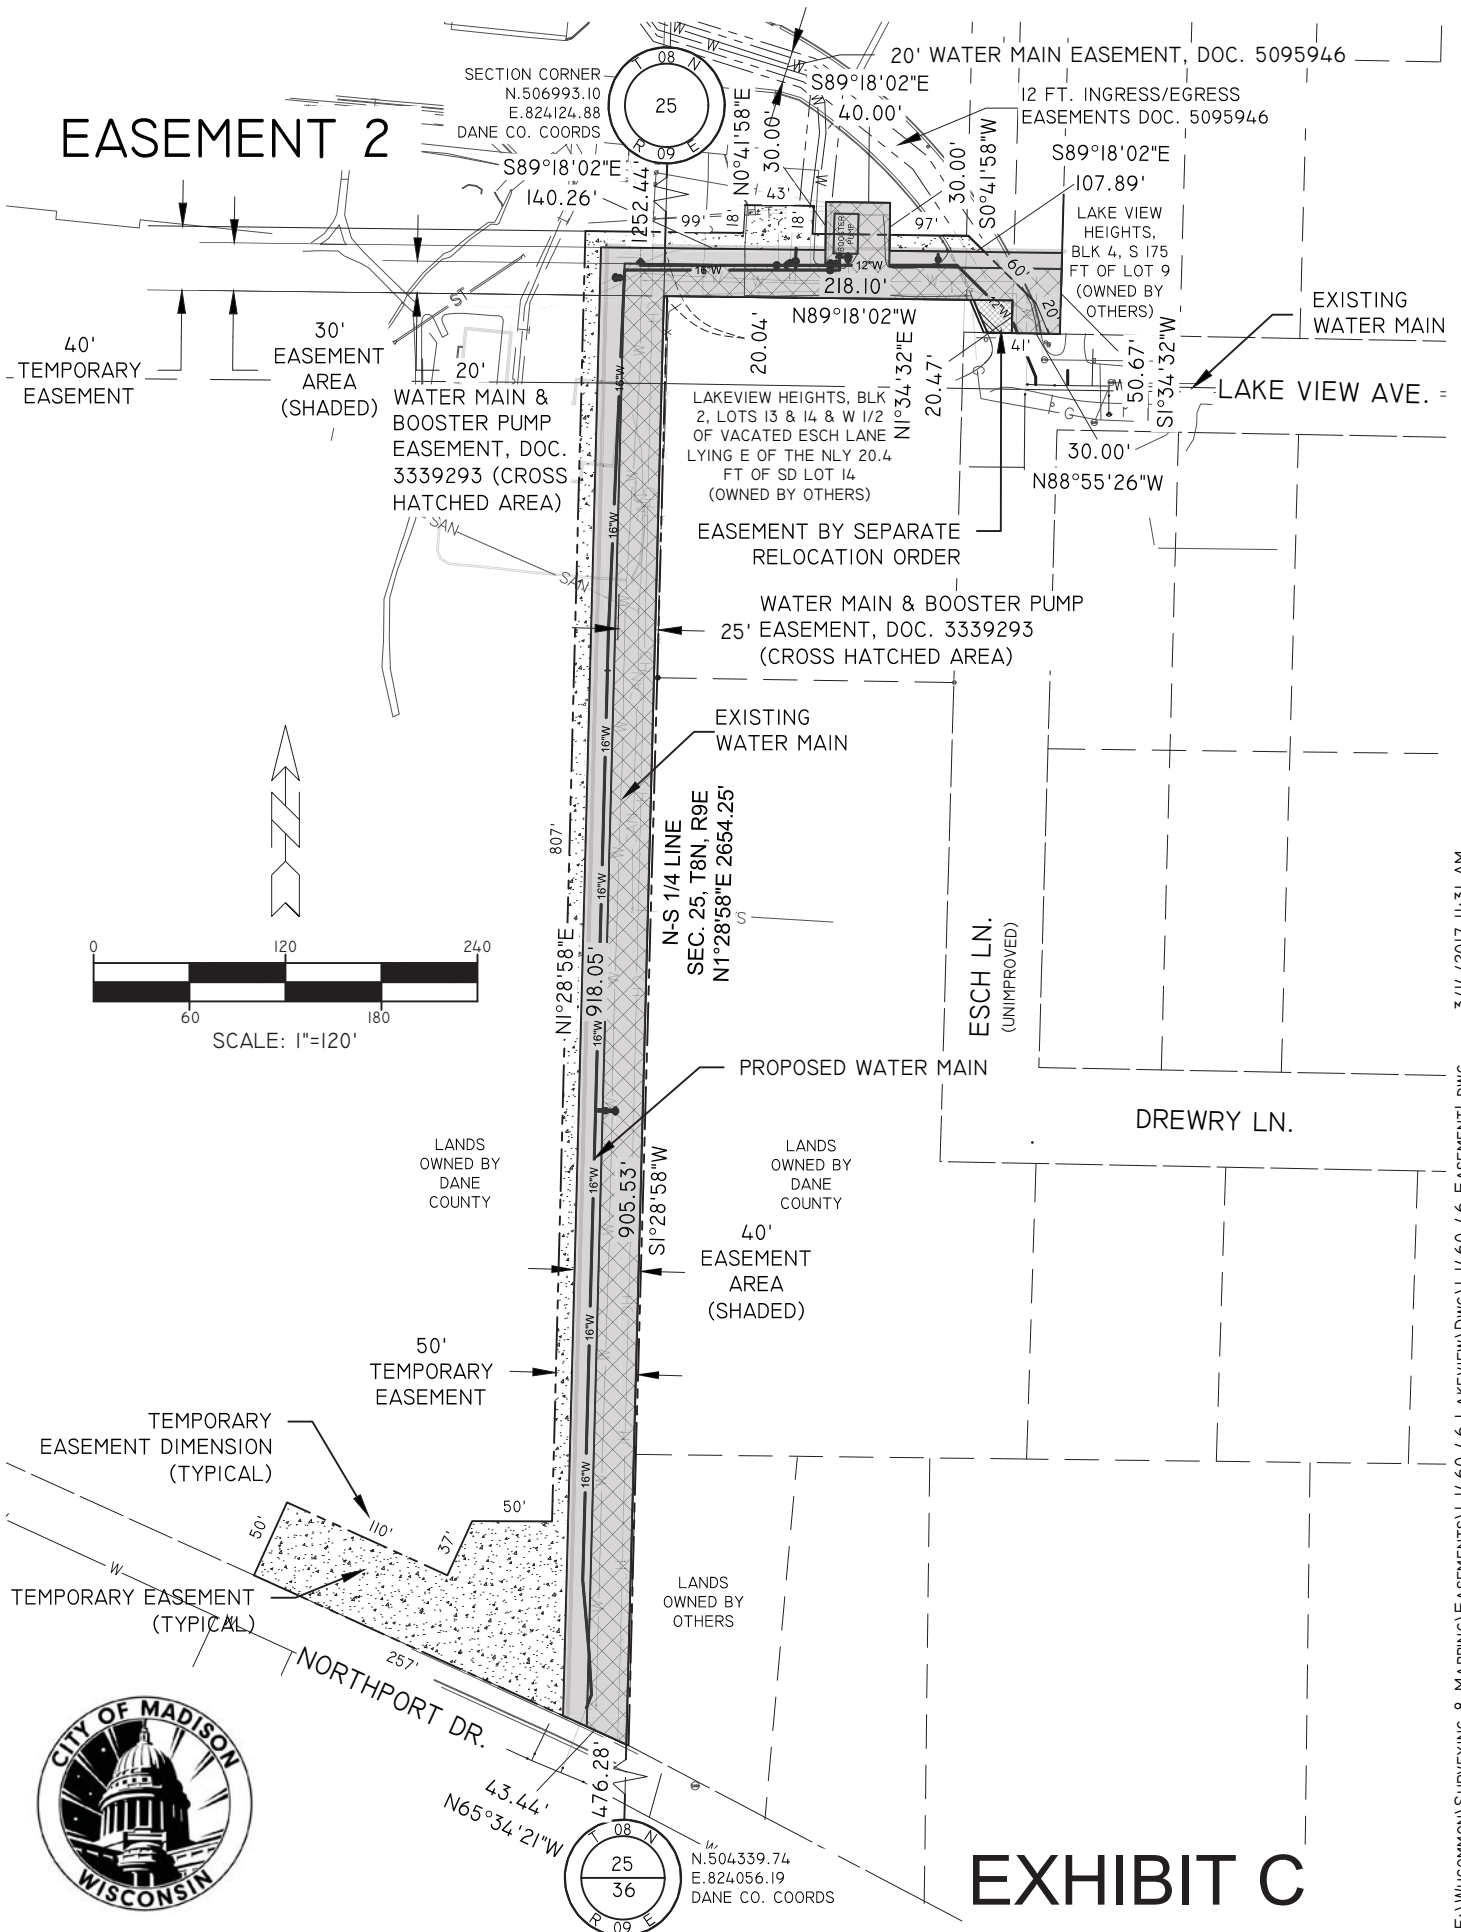 EASEMENT 2
SECTION CORNER
N.506993.10
E.824124.88
DANE CO. COORDS
T 08 N
25
R 09 E
20' WATER MAIN EASEMENT, DOC. 5095946
S89°18'02"E
40.00'
12 FT. INGRESS/EGRESS
EASEMENTS DOC. 5095946
S89°18'02"E
140.26'
1252.44'
N0°41'58"E
30.00'
30.00'
S0°41'58"W
S89°18'02"E
107.89'
43'
99'
18'
18'
97'
BOOSTER
PUMP
LAKE VIEW
HEIGHTS,
BLK 4, S 175
FT OF LOT 9
(OWNED BY
OTHERS)
EXISTING
WATER MAIN
16"W
12"W
60'
218.10'
N89°18'02"W
12"W
20'
41'
20.04'
N1°34'32"E
20.47'
50.67'
S1°34'32"W
LAKE VIEW AVE.
30.00'
N88°55'26"W
40'
TEMPORARY
EASEMENT
30'
EASEMENT
AREA
(SHADED)
ST
20'
WATER MAIN &
BOOSTER PUMP
EASEMENT, DOC.
3339293 (CROSS
HATCHED AREA)
SAN
SAN
LAKEVIEW HEIGHTS, BLK
2, LOTS 13 & 14 & W 1/2
OF VACATED ESCH LANE
LYING E OF THE NLY 20.4
FT OF SD LOT 14
(OWNED BY OTHERS)
EASEMENT BY SEPARATE
RELOCATION ORDER
16"W
16"W
25'
WATER MAIN & BOOSTER PUMP
EASEMENT, DOC. 3339293
(CROSS HATCHED AREA)
EXISTING
WATER MAIN
16"W
807'
N-S 1/4 LINE
SEC. 25, T8N, R9E
N1°28'58"E 2654.25'
S
16"W
N1°28'58"E
918.05'
16"W
ESCH LN.
(UNIMPROVED)
0 120 240
60 180
SCALE: 1"=120'
PROPOSED WATER MAIN
DREWRY LN.
LANDS
OWNED BY
DANE
COUNTY
LANDS
OWNED BY
DANE
COUNTY
16"W
905.53'
S1°28'58"W
40'
EASEMENT
AREA
(SHADED)
16"W
50'
TEMPORARY
EASEMENT
TEMPORARY
EASEMENT DIMENSION
(TYPICAL)
16"W
50'
110'
37'
50'
TEMPORARY EASEMENT
(TYPICAL)
W
LANDS
OWNED BY
OTHERS
257'
NORTHPORT DR.
43.44'
N65°34'21"W
476.28'
T 08 N
25
36
R 09 E
N.504339.74
E.824056.19
DANE CO. COORDS
CITY OF MADISON
WISCONSIN
EXHIBIT C